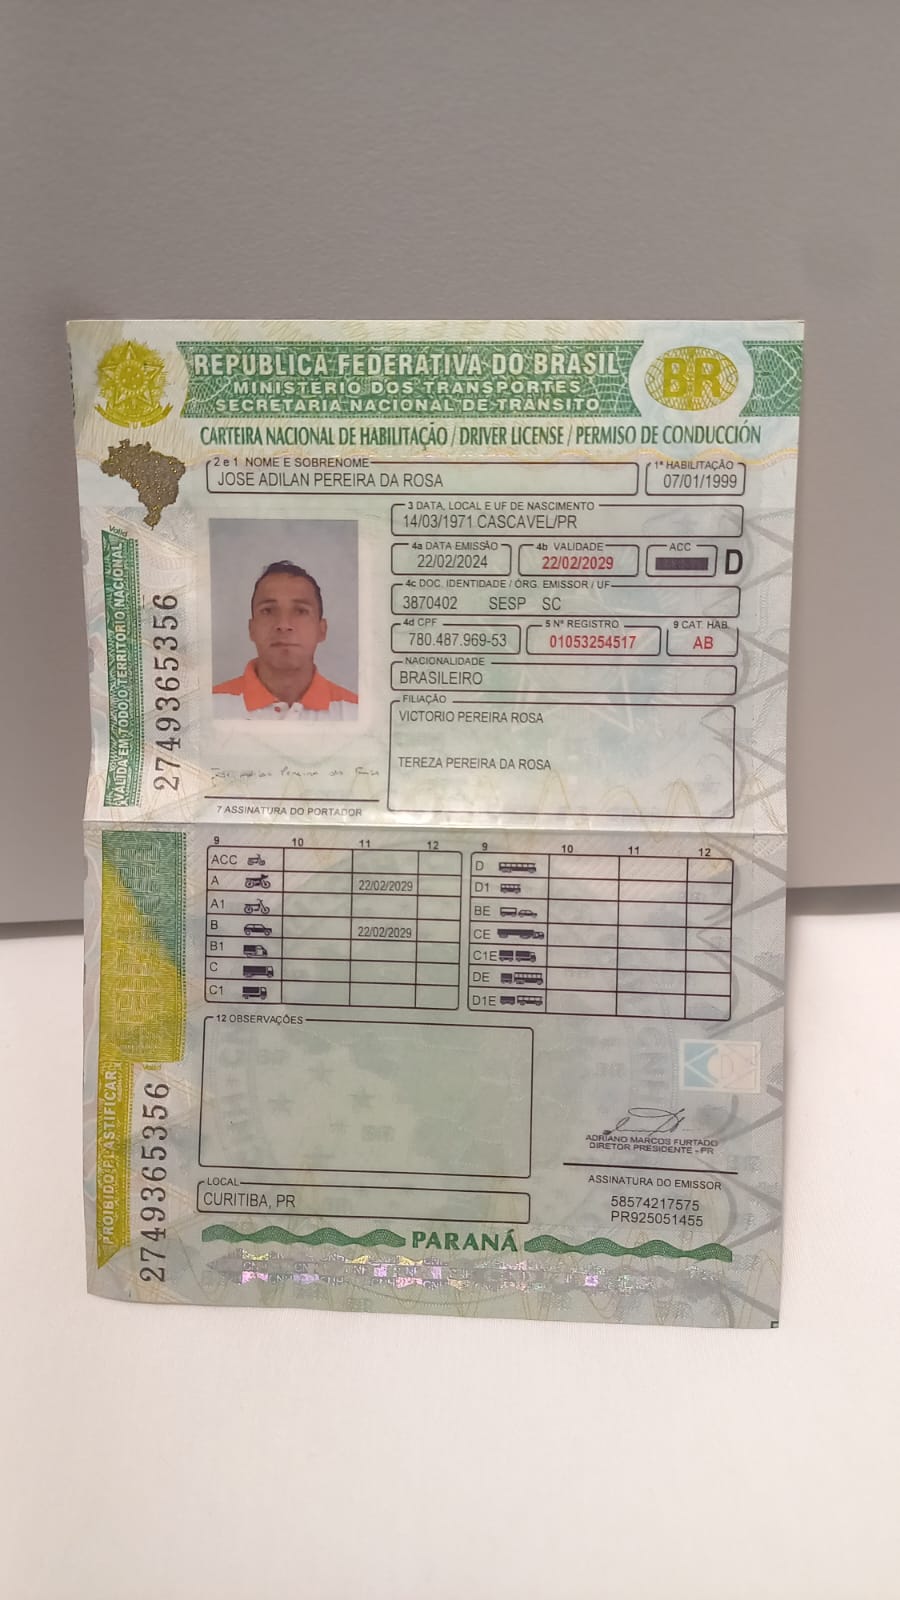 REPÚBLICA FEDERATIVA DO BRASIL
MINISTÉRIO DOS TRANSPORTES
SECRETARIA NACIONAL DE TRÂNSITO
BR
CARTEIRA NACIONAL DE HABILITAÇÃO / DRIVER LICENSE / PERMISO DE CONDUCCIÓN
2 e 1 NOME E SOBRENOME
JOSE ADILAN PEREIRA DA ROSA
1ª HABILITAÇÃO
07/01/1999
3 DATA, LOCAL E UF DE NASCIMENTO
14/03/1971 CASCAVEL/PR
4a DATA EMISSÃO
22/02/2024
4b VALIDADE
22/02/2029
ACC
D
4c DOC. IDENTIDADE / ÓRG. EMISSOR / UF
3870402 SESP SC
4d CPF
780.487.969-53
5 Nº REGISTRO
01053254517
9 CAT. HAB.
AB
NACIONALIDADE
BRASILEIRO
FILIAÇÃO
VICTORIO PEREIRA ROSA
TEREZA PEREIRA DA ROSA
7 ASSINATURA DO PORTADOR
Valid
VÁLIDA EM TODO O TERRITÓRIO NACIONAL
2749365356
9 10 11 12
ACC
A 22/02/2029
A1
B 22/02/2029
B1
C
C1
9 10 11 12
D
D1
BE
CE
C1E
DE
D1E
12 OBSERVAÇÕES
LOCAL
CURITIBA, PR
ADRIANO MARCOS FURTADO
DIRETOR PRESIDENTE - PR
ASSINATURA DO EMISSOR
58574217575
PR925051455
Valid
PROIBIDO PLASTIFICAR
2749365356
PARANÁ